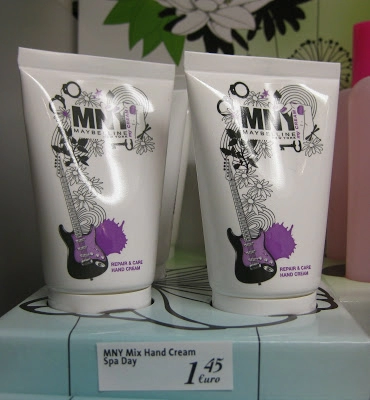 MNY
MAYBELLINE
REPAIR & CARE
HAND CREAM
MNY
MAYBELLINE
REPAIR & CARE
HAND CREAM
MNY Mix Hand Cream
Spa Day
1 45
€uro